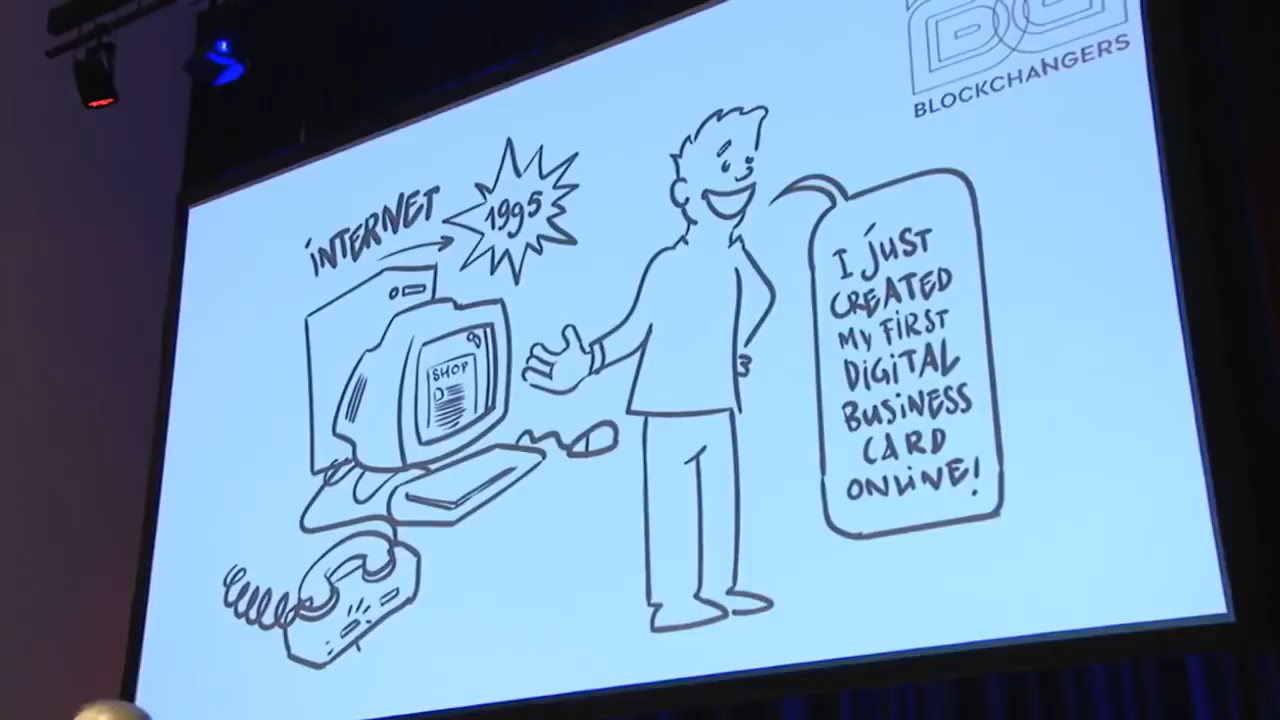 BLOCKCHANGERS
INTERNET
1995
SHOP
I JUST
CREATED
MY FIRST
DIGITAL
BUSINESS
CARD
ONLINE!